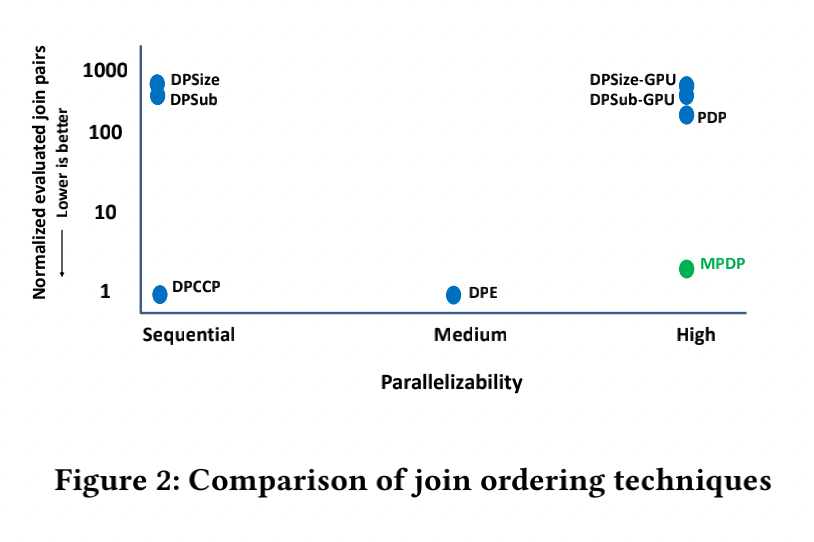 Normalized evaluated join pairs
Lower is better
1000
100
10
1
DPSize
DPSub
DPCCP
DPE
DPSize-GPU
DPSub-GPU
PDP
MPDP
Sequential
Medium
High
Parallelizability
Figure 2: Comparison of join ordering techniques